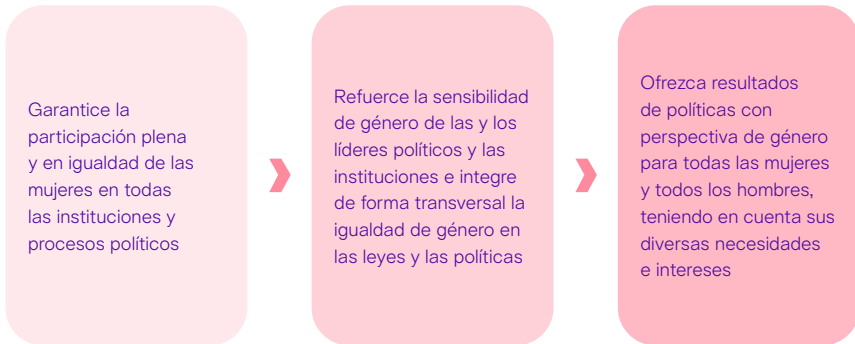 Garantice la
participación plena
y en igualdad de las
mujeres en todas
las instituciones y
procesos políticos
Refuerce la sensibilidad
de género de las y los
líderes políticos y las
instituciones e integre
de forma transversal la
igualdad de género en
las leyes y las políticas
Ofrezca resultados
de políticas con
perspectiva de género
para todas las mujeres
y todos los hombres,
teniendo en cuenta sus
diversas necesidades
e intereses